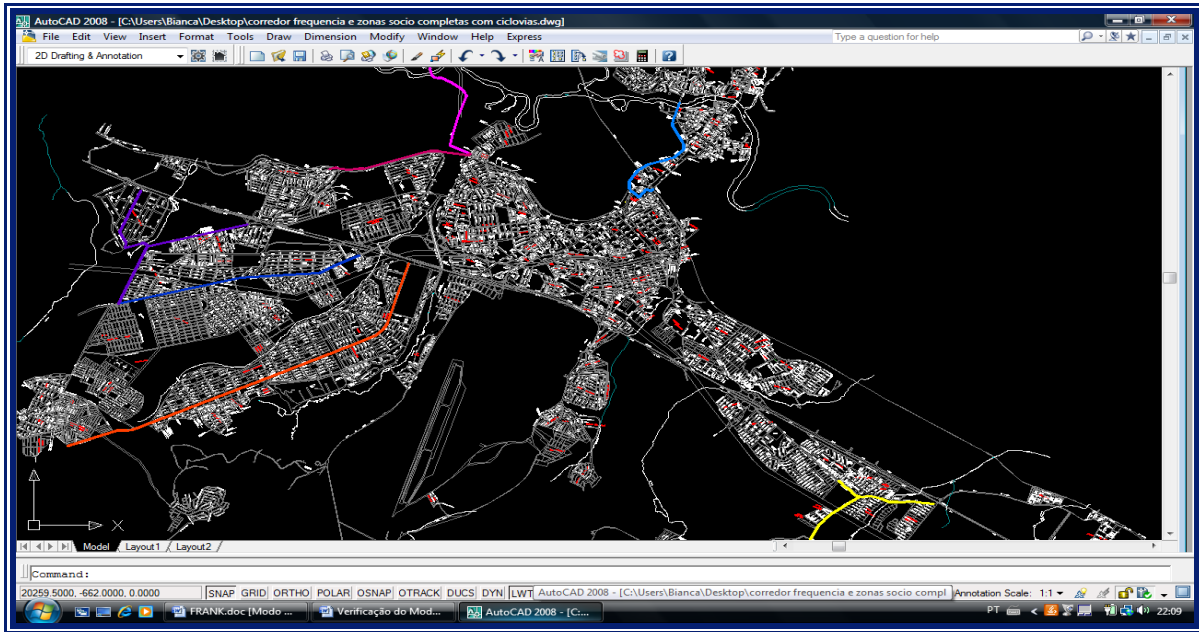 AutoCAD 2008 - [C:\Users\Bianca\Desktop\corredor frequencia e zonas socio completas com ciclovias.dwg]
File Edit View Insert Format Tools Draw Dimension Modify Window Help Express Type a question for help
2D Drafting & Annotation
X
Model Layout1 Layout2
Command:
20259.5000, -662.0000, 0.0000 SNAP GRID ORTHO POLAR OSNAP OTRACK DUCS DYN LWT AutoCAD 2008 - [C:\Users\Bianca\Desktop\corredor frequencia e zonas socio compl Annotation Scale: 1:1
FRANK.doc [Modo ... Verificação do Mod... AutoCAD 2008 - [C:... PT < 22:09